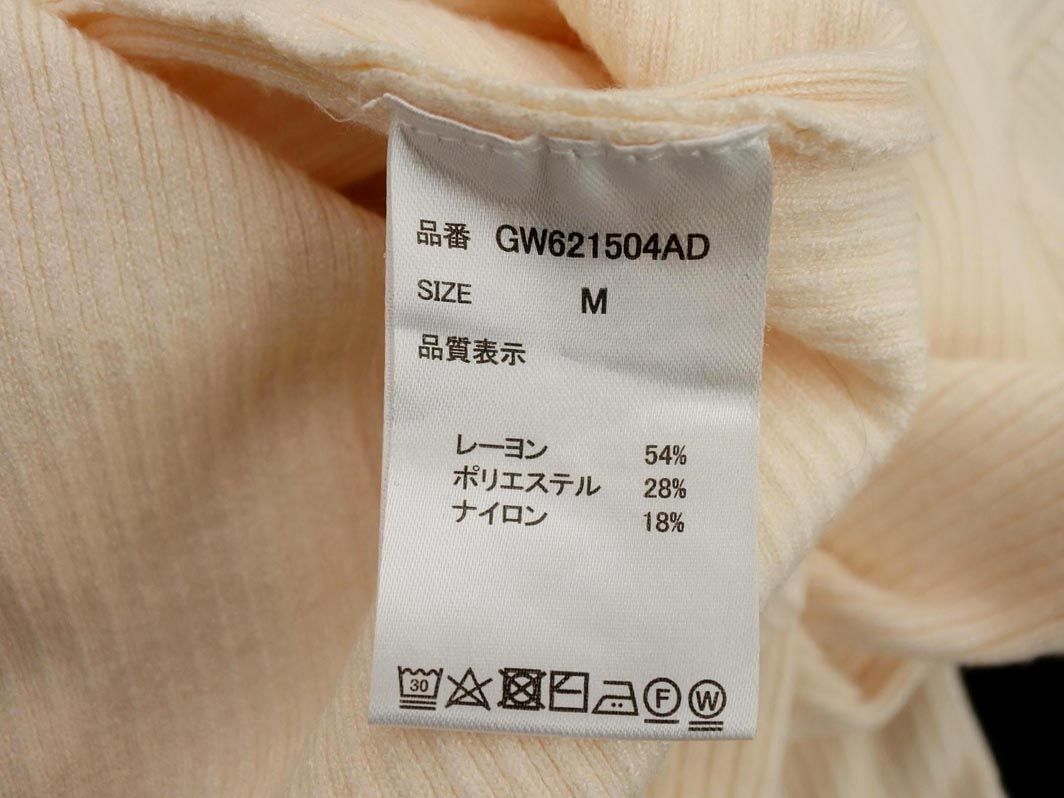 品番 GW621504AD
SIZE M
品質表示
レーヨン 54%
ポリエステル 28%
ナイロン 18%
30 F W